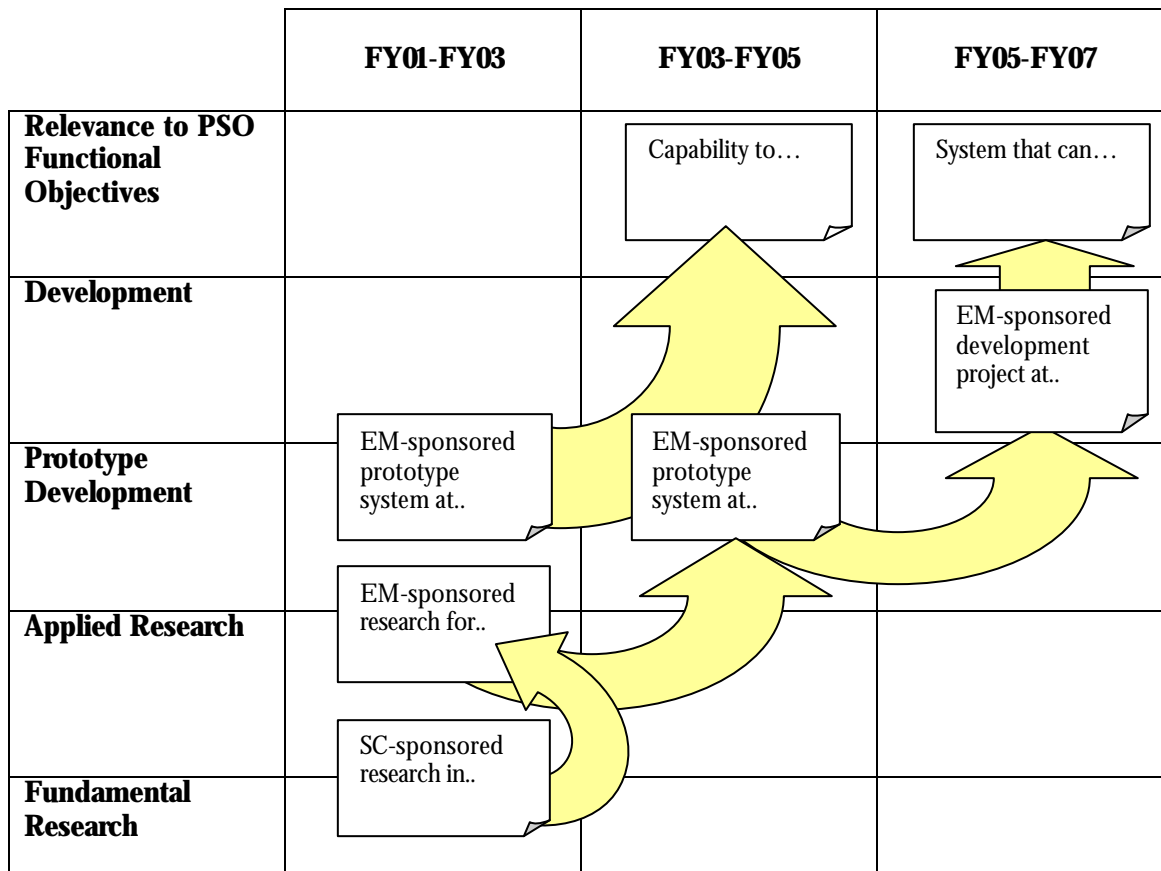 FY01-FY03
FY03-FY05
FY05-FY07
Relevance to PSO
Functional
Objectives
Capability to…
System that can…
Development
EM-sponsored
development
project at..
Prototype
Development
EM-sponsored
prototype
system at..
EM-sponsored
prototype
system at..
Applied Research
EM-sponsored
research for..
SC-sponsored
research in..
Fundamental
Research